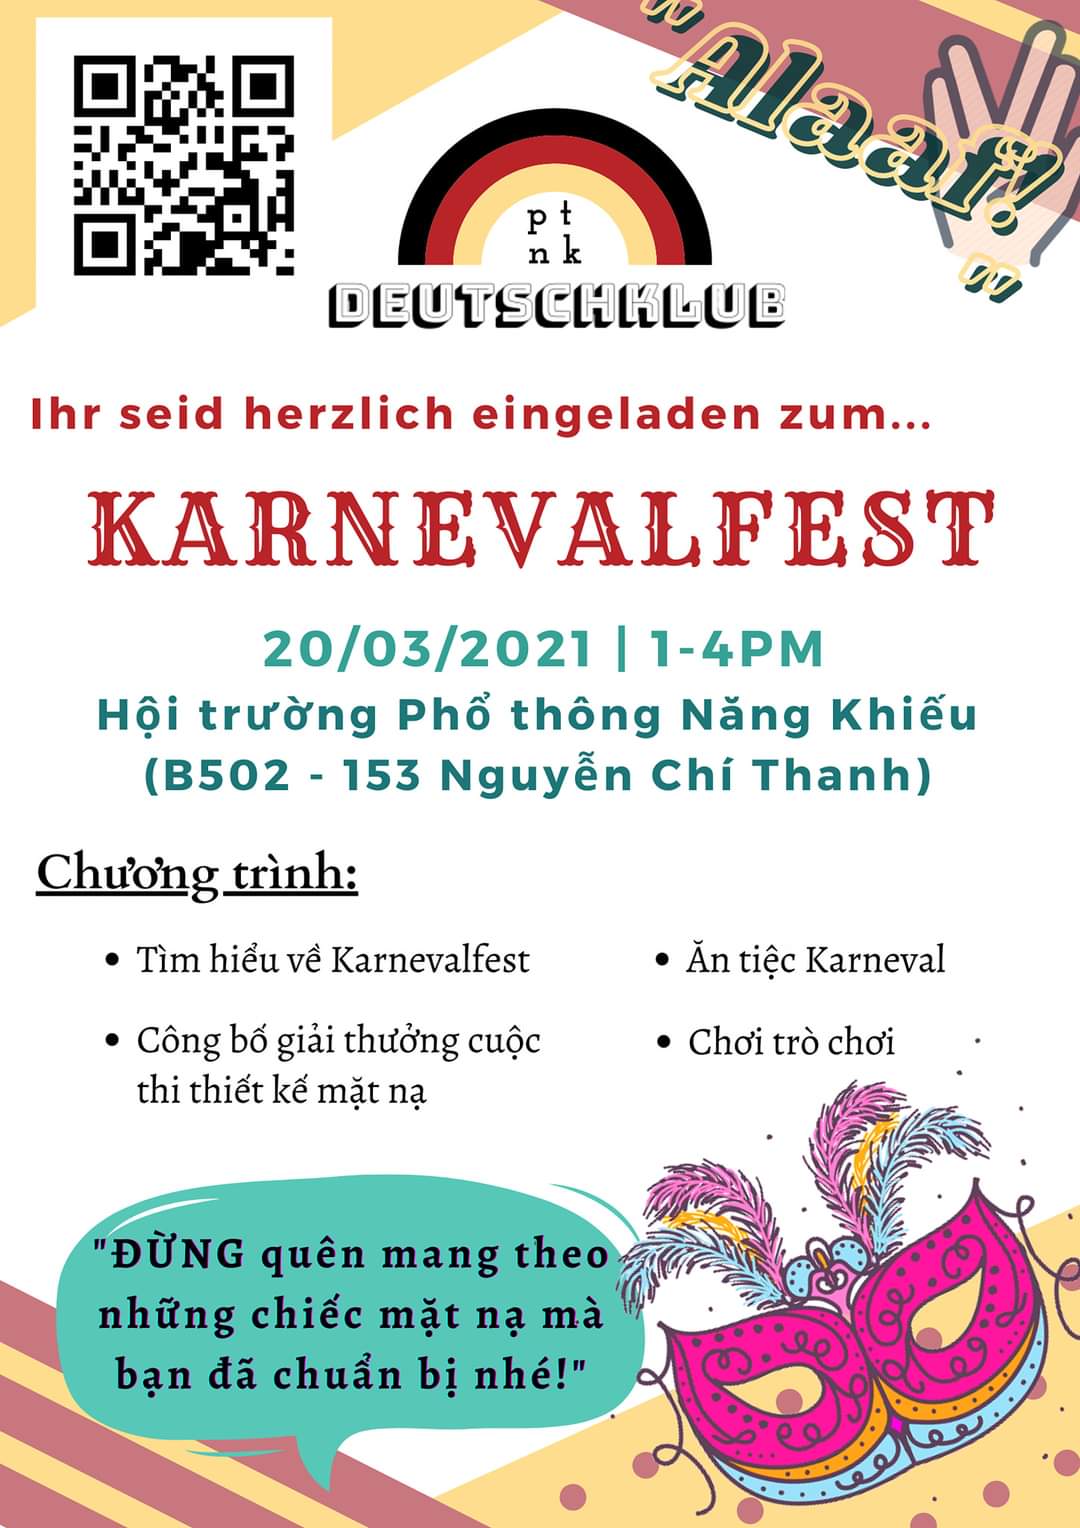 "Alaaf!"
pt
nk
DEUTSCHKLUB
Ihr seid herzlich eingeladen zum...
KARNEVALFEST
20/03/2021 | 1-4PM
Hội trường Phổ thông Năng Khiếu
(B502 - 153 Nguyễn Chí Thanh)
Chương trình:
• Tìm hiểu về Karnevalfest
• Công bố giải thưởng cuộc
thi thiết kế mặt nạ
• Ăn tiệc Karneval
• Chơi trò chơi
"ĐỪNG quên mang theo
những chiếc mặt nạ mà
bạn đã chuẩn bị nhé!"